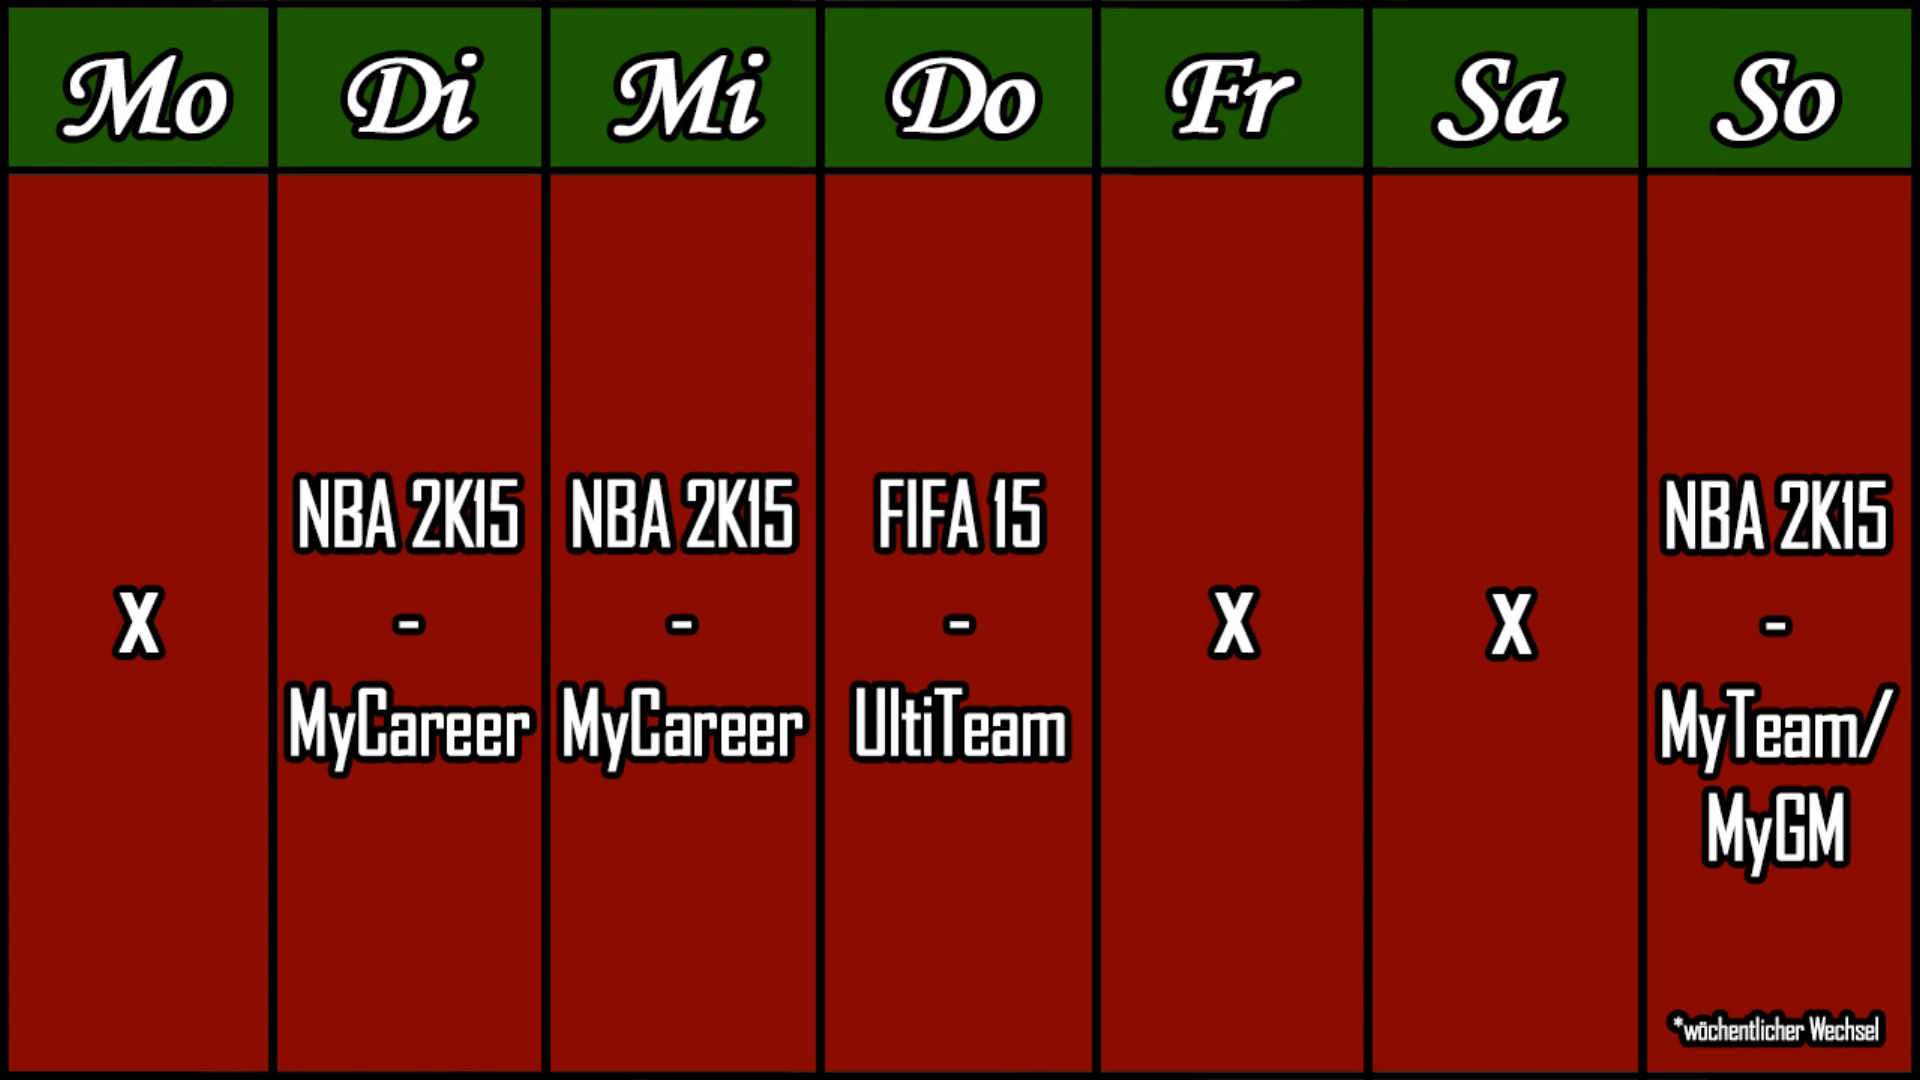 Mo
Di
Mi
Do
Fr
Sa
So
X
NBA 2K15
-
MyCareer
NBA 2K15
-
MyCareer
FIFA 15
-
UltiTeam
X
X
NBA 2K15
-
MyTeam/
MyGM
*wöchentlicher Wechsel